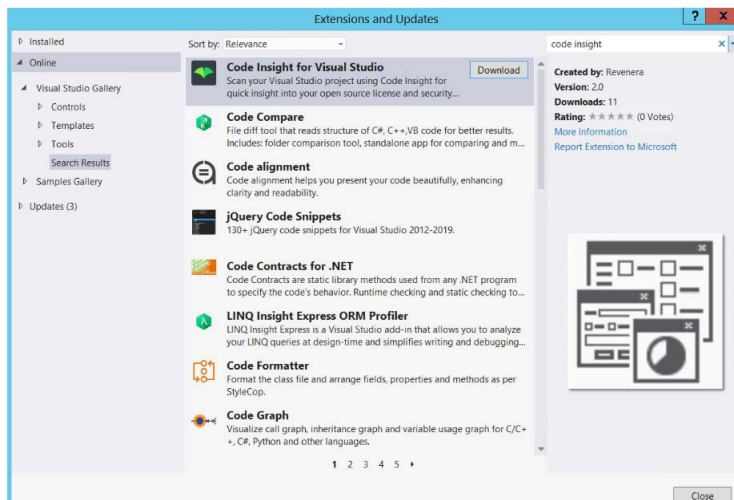 Extensions and Updates
? X
Installed
Online
Visual Studio Gallery
Controls
Templates
Tools
Search Results
Samples Gallery
Updates (3)
Sort by: Relevance
Code Insight for Visual Studio
Download
Scan your Visual Studio project using Code Insight for
quick insight into your open source license and security...
Code Compare
File diff tool that reads structure of C#, C++,VB code for better results.
Includes: folder comparison tool, standalone app for comparing and m...
Code alignment
Code alignment helps you present your code beautifully, enhancing
clarity and readability.
jQuery Code Snippets
130+ jQuery code snippets for Visual Studio 2012-2019.
Code Contracts for .NET
Code Contracts are static library methods used from any .NET program
to specify the code's behavior. Runtime checking and static checking to...
LINQ Insight Express ORM Profiler
LINQ Insight Express is a Visual Studio add-in that allows you to analyze
your LINQ queries at design-time and simplifies writing and debugging...
Code Formatter
Format the class file and arrange fields, properties and methods as per
StyleCop.
Code Graph
Visualize call graph, inheritance graph and variable usage graph for C/C+
+, C#, Python and other languages.
1 2 3 4 5
code insight
Created by: Revenera
Version: 2.0
Downloads: 11
Rating: ★★★★★ (0 Votes)
More Information
Report Extension to Microsoft
Close